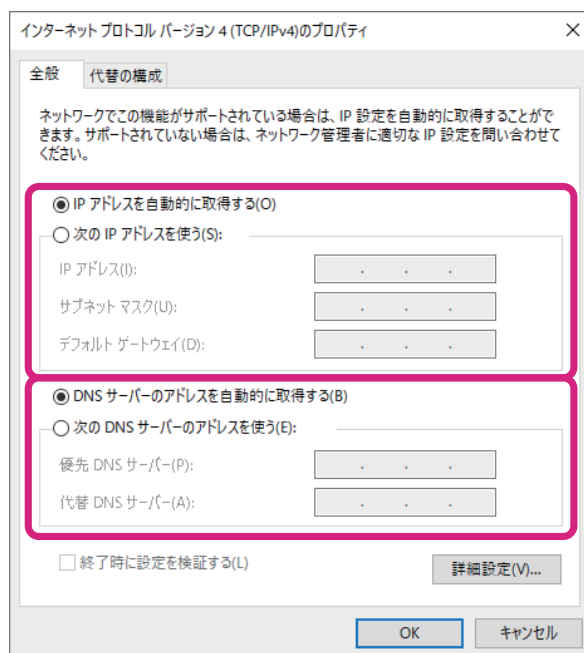 インターネット プロトコル バージョン 4 (TCP/IPv4)のプロパティ
全般
代替の構成
ネットワークでこの機能がサポートされている場合は、IP 設定を自動的に取得することがで
きます。サポートされていない場合は、ネットワーク管理者に適切な IP 設定を問い合わせて
ください。
IP アドレスを自動的に取得する(O)
次の IP アドレスを使う(S):
IP アドレス(I):
サブネット マスク(U):
デフォルト ゲートウェイ(D):
DNS サーバーのアドレスを自動的に取得する(B)
次の DNS サーバーのアドレスを使う(E):
優先 DNS サーバー(P):
代替 DNS サーバー(A):
終了時に設定を検証する(L)
詳細設定(V)...
OK
キャンセル